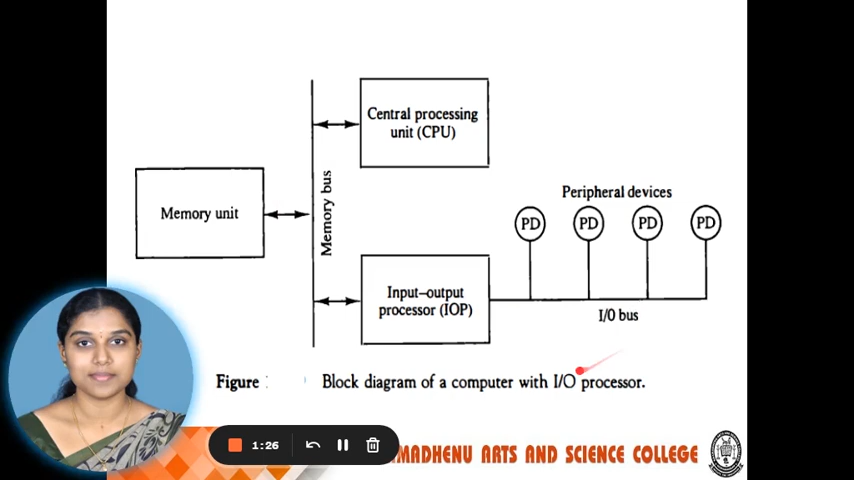 Central processing
unit (CPU)
Memory unit
Memory bus
Peripheral devices
PD PD PD PD
Input–output
processor (IOP)
I/0 bus
Figure
Block diagram of a computer with I/O processor.
1:26
MADHENU ARTS AND SCIENCE COLLEGE